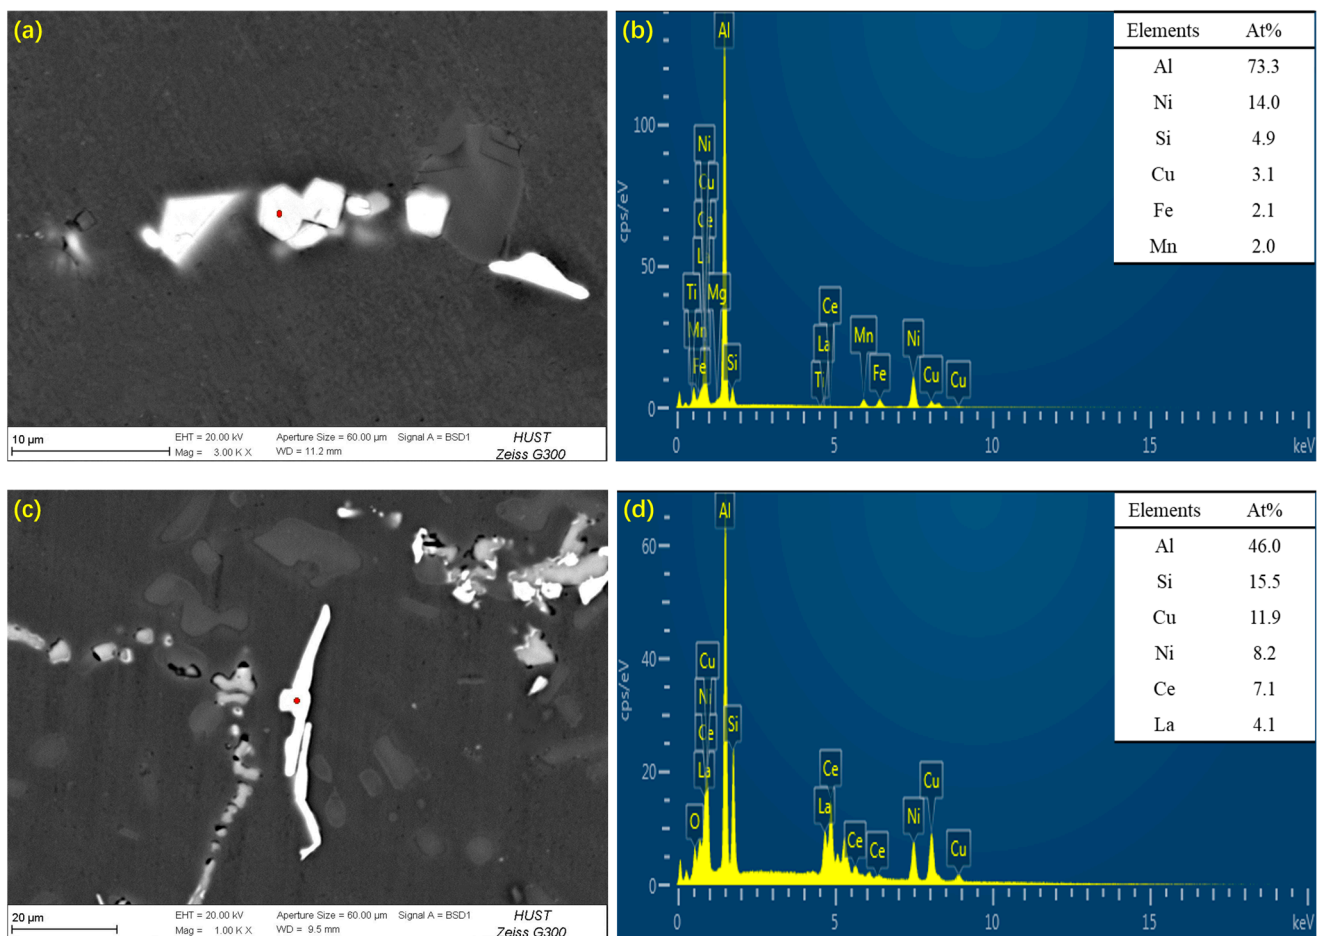 (a)
10 µm
EHT = 20.00 kV
Aperture Size = 60.00 µm
Signal A = BSD1
HUST
Mag = 3.00 K X
WD = 11.2 mm
Zeiss G300
(b)
Al
Ni
Cu
Ce
Ti
Mg
Mn
Fe
Si
Ce
La
Mn
Fe
Ni
Cu
Cu
cps/eV
100
50
0
0
5
10
15
keV
Elements At%
Al 73.3
Ni 14.0
Si 4.9
Cu 3.1
Fe 2.1
Mn 2.0
(c)
20 µm
EHT = 20.00 kV
Aperture Size = 60.00 µm
Signal A = BSD1
HUST
Mag = 1.00 K X
WD = 9.5 mm
Zeiss G300
(d)
Al
Cu
Ni
Ce
La
O
Si
Ce
La
Ce
Ce
Ni
Cu
Cu
cps/eV
60
40
20
0
0
5
10
15
keV
Elements At%
Al 46.0
Si 15.5
Cu 11.9
Ni 8.2
Ce 7.1
La 4.1